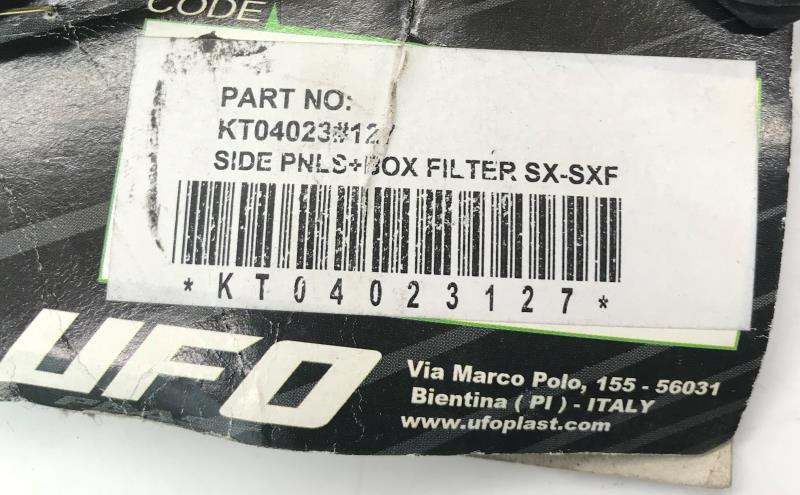 CODE
PART NO:
KT04023#127
SIDE PNLS+BOX FILTER SX-SXF
*KT04023127*
UFO
Via Marco Polo, 155 - 56031
Bientina ( PI ) - ITALY
www.ufoplast.com